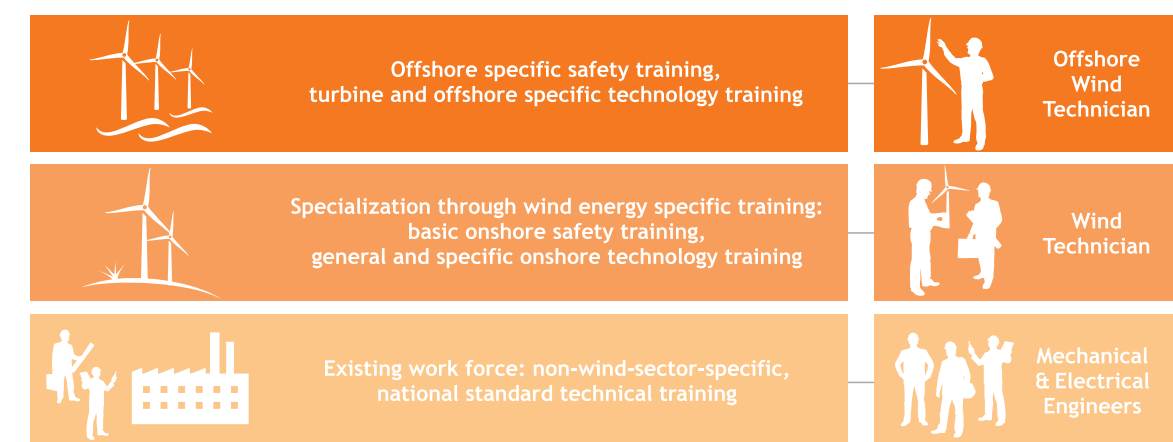 Offshore specific safety training,
turbine and offshore specific technology training
Offshore
Wind
Technician
Specialization through wind energy specific training:
basic onshore safety training,
general and specific onshore technology training
Wind
Technician
Existing work force: non-wind-sector-specific,
national standard technical training
Mechanical
& Electrical
Engineers